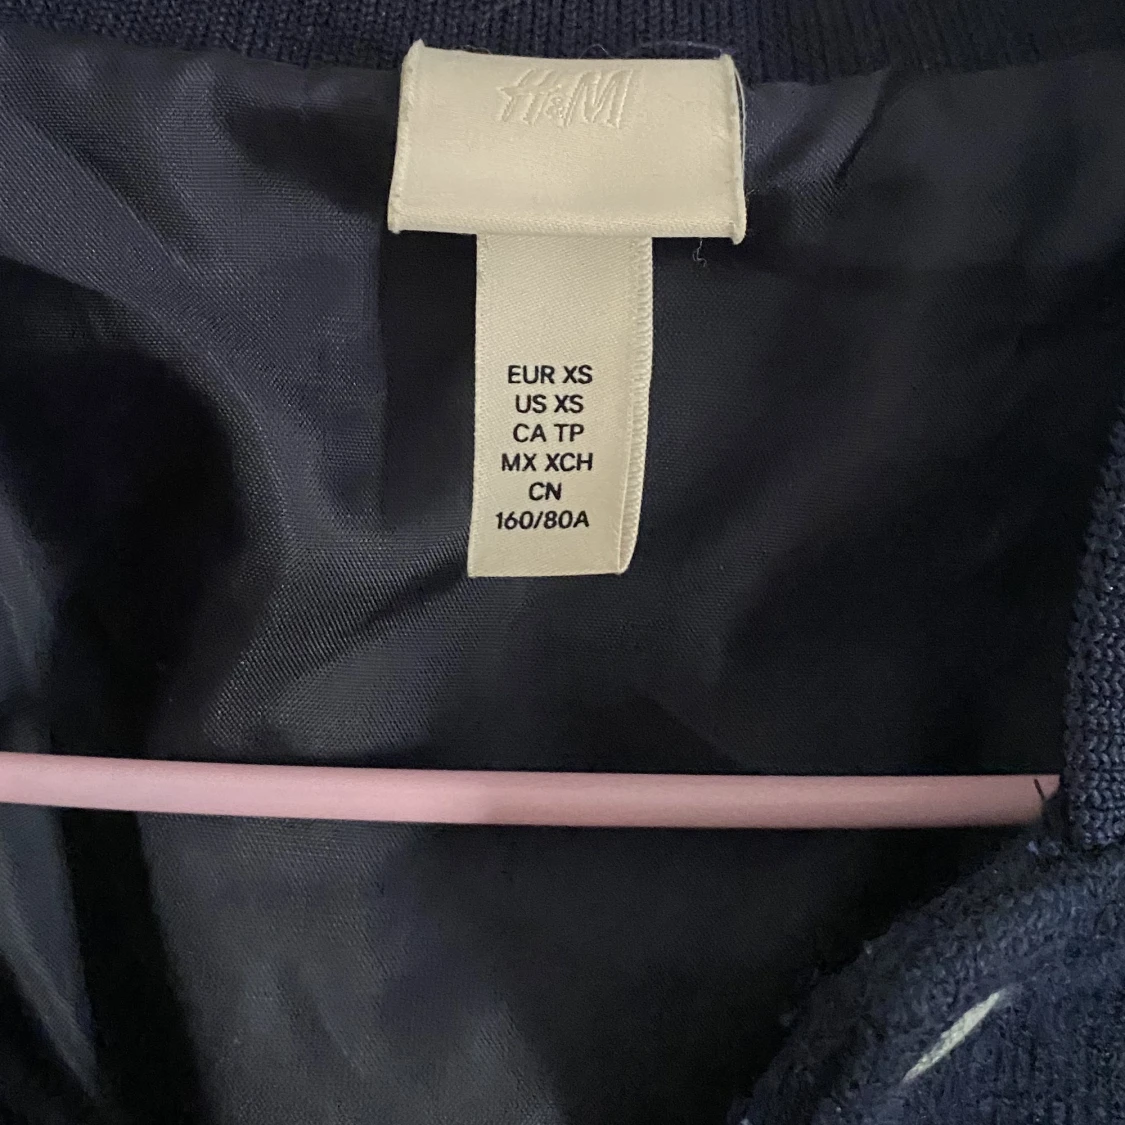 H&M
EUR XS
US XS
CA TP
MX XCH
CN
160/80A